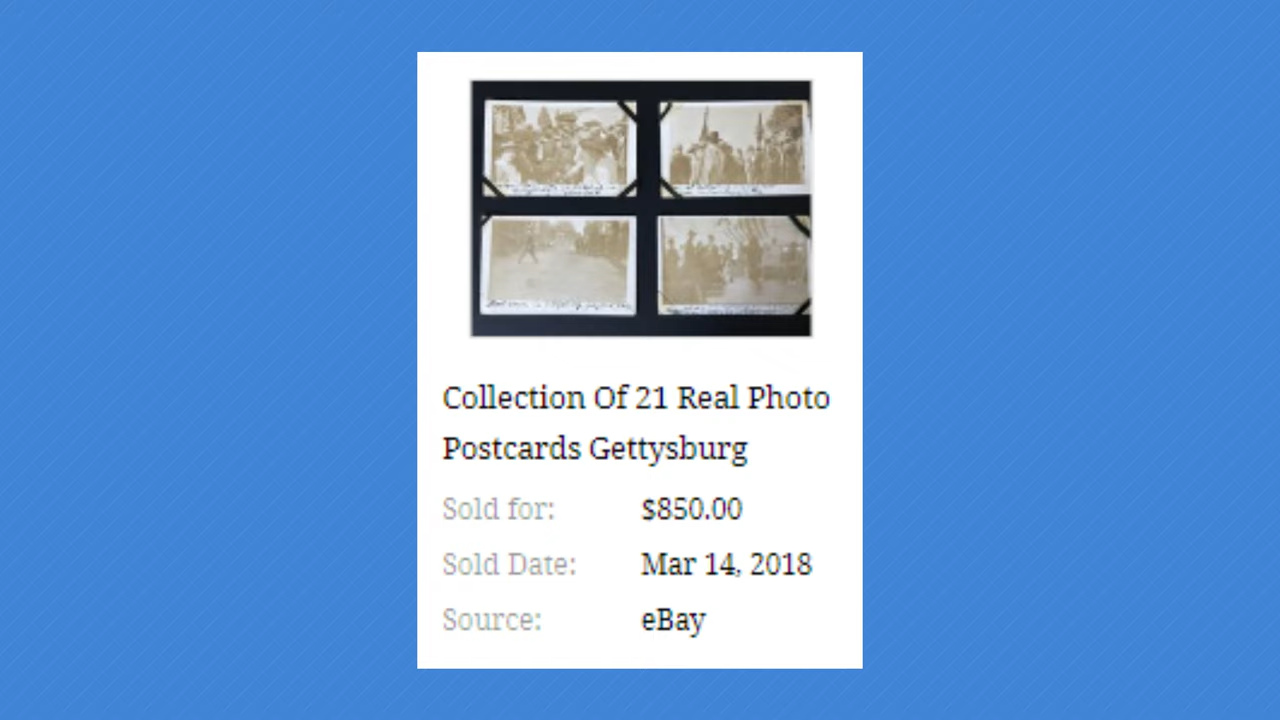 Collection Of 21 Real Photo
Postcards Gettysburg
Sold for: $850.00
Sold Date: Mar 14, 2018
Source: eBay